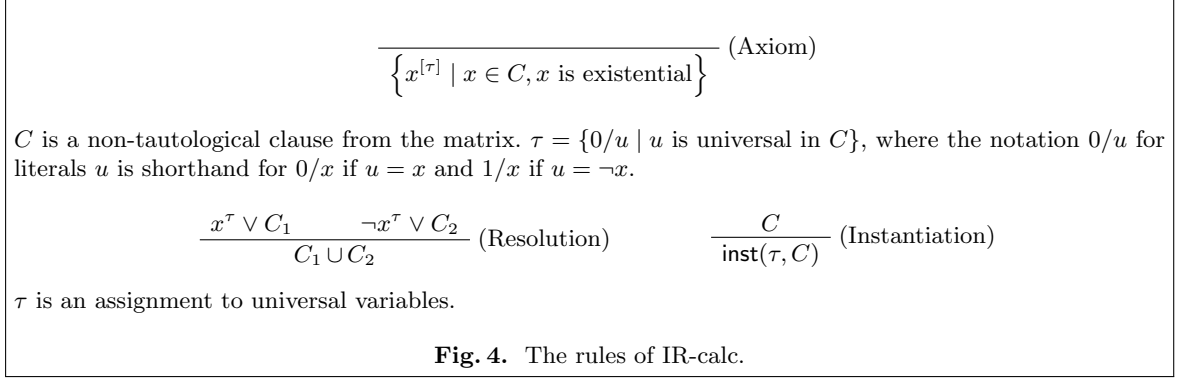 (Axiom)
{x^{[τ]} | x ∈ C, x is existential}
C is a non-tautological clause from the matrix. τ = {0/u | u is universal in C}, where the notation 0/u for
literals u is shorthand for 0/x if u = x and 1/x if u = ¬x.
x^τ ∨ C₁ ¬x^τ ∨ C₂ (Resolution) C (Instantiation)
C₁ ∪ C₂ inst(τ, C)
τ is an assignment to universal variables.
Fig. 4. The rules of IR-calc.